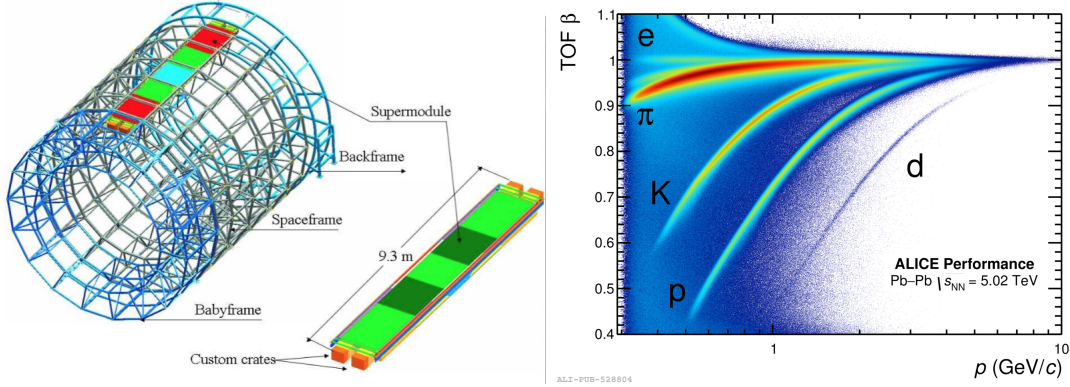 Supermodule
Backframe
Spaceframe
9.3 m
Babyframe
Custom crates
TOF β
1.1
1
0.9
0.8
0.7
0.6
0.5
0.4
e
π
K
p
d
ALICE Performance
Pb–Pb √sNN = 5.02 TeV
1
10
p (GeV/c)
ALI-PUB-528804